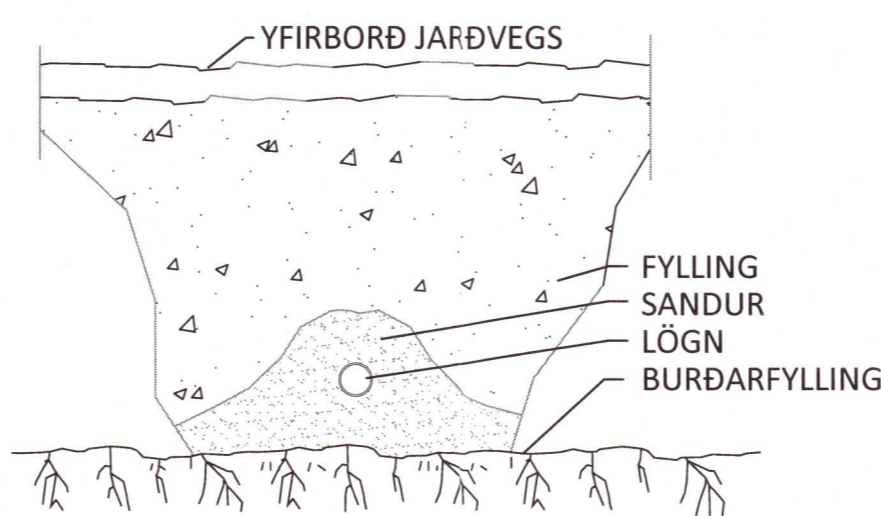 YFIRBORÐ JARÐVEGS
FYLLING
SANDUR
LÖGN
BURÐARFYLLING